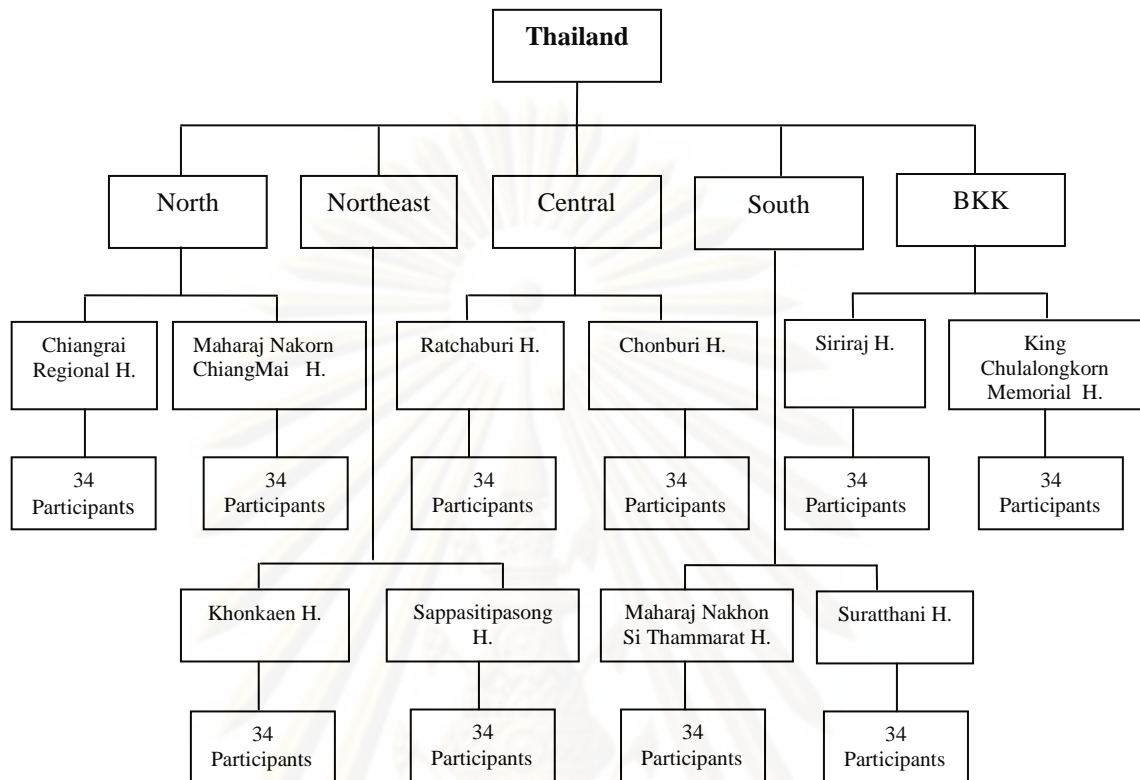 Thailand
North
Northeast
Central
South
BKK
Chiangrai
Regional H.
Maharaj Nakorn
ChiangMai H.
Ratchaburi H.
Chonburi H.
Siriraj H.
King
Chulalongkorn
Memorial H.
34
Participants
34
Participants
34
Participants
34
Participants
34
Participants
34
Participants
Khonkaen H.
Sappasitipasong
H.
Maharaj Nakhon
Si Thammarat H.
Suratthani H.
34
Participants
34
Participants
34
Participants
34
Participants